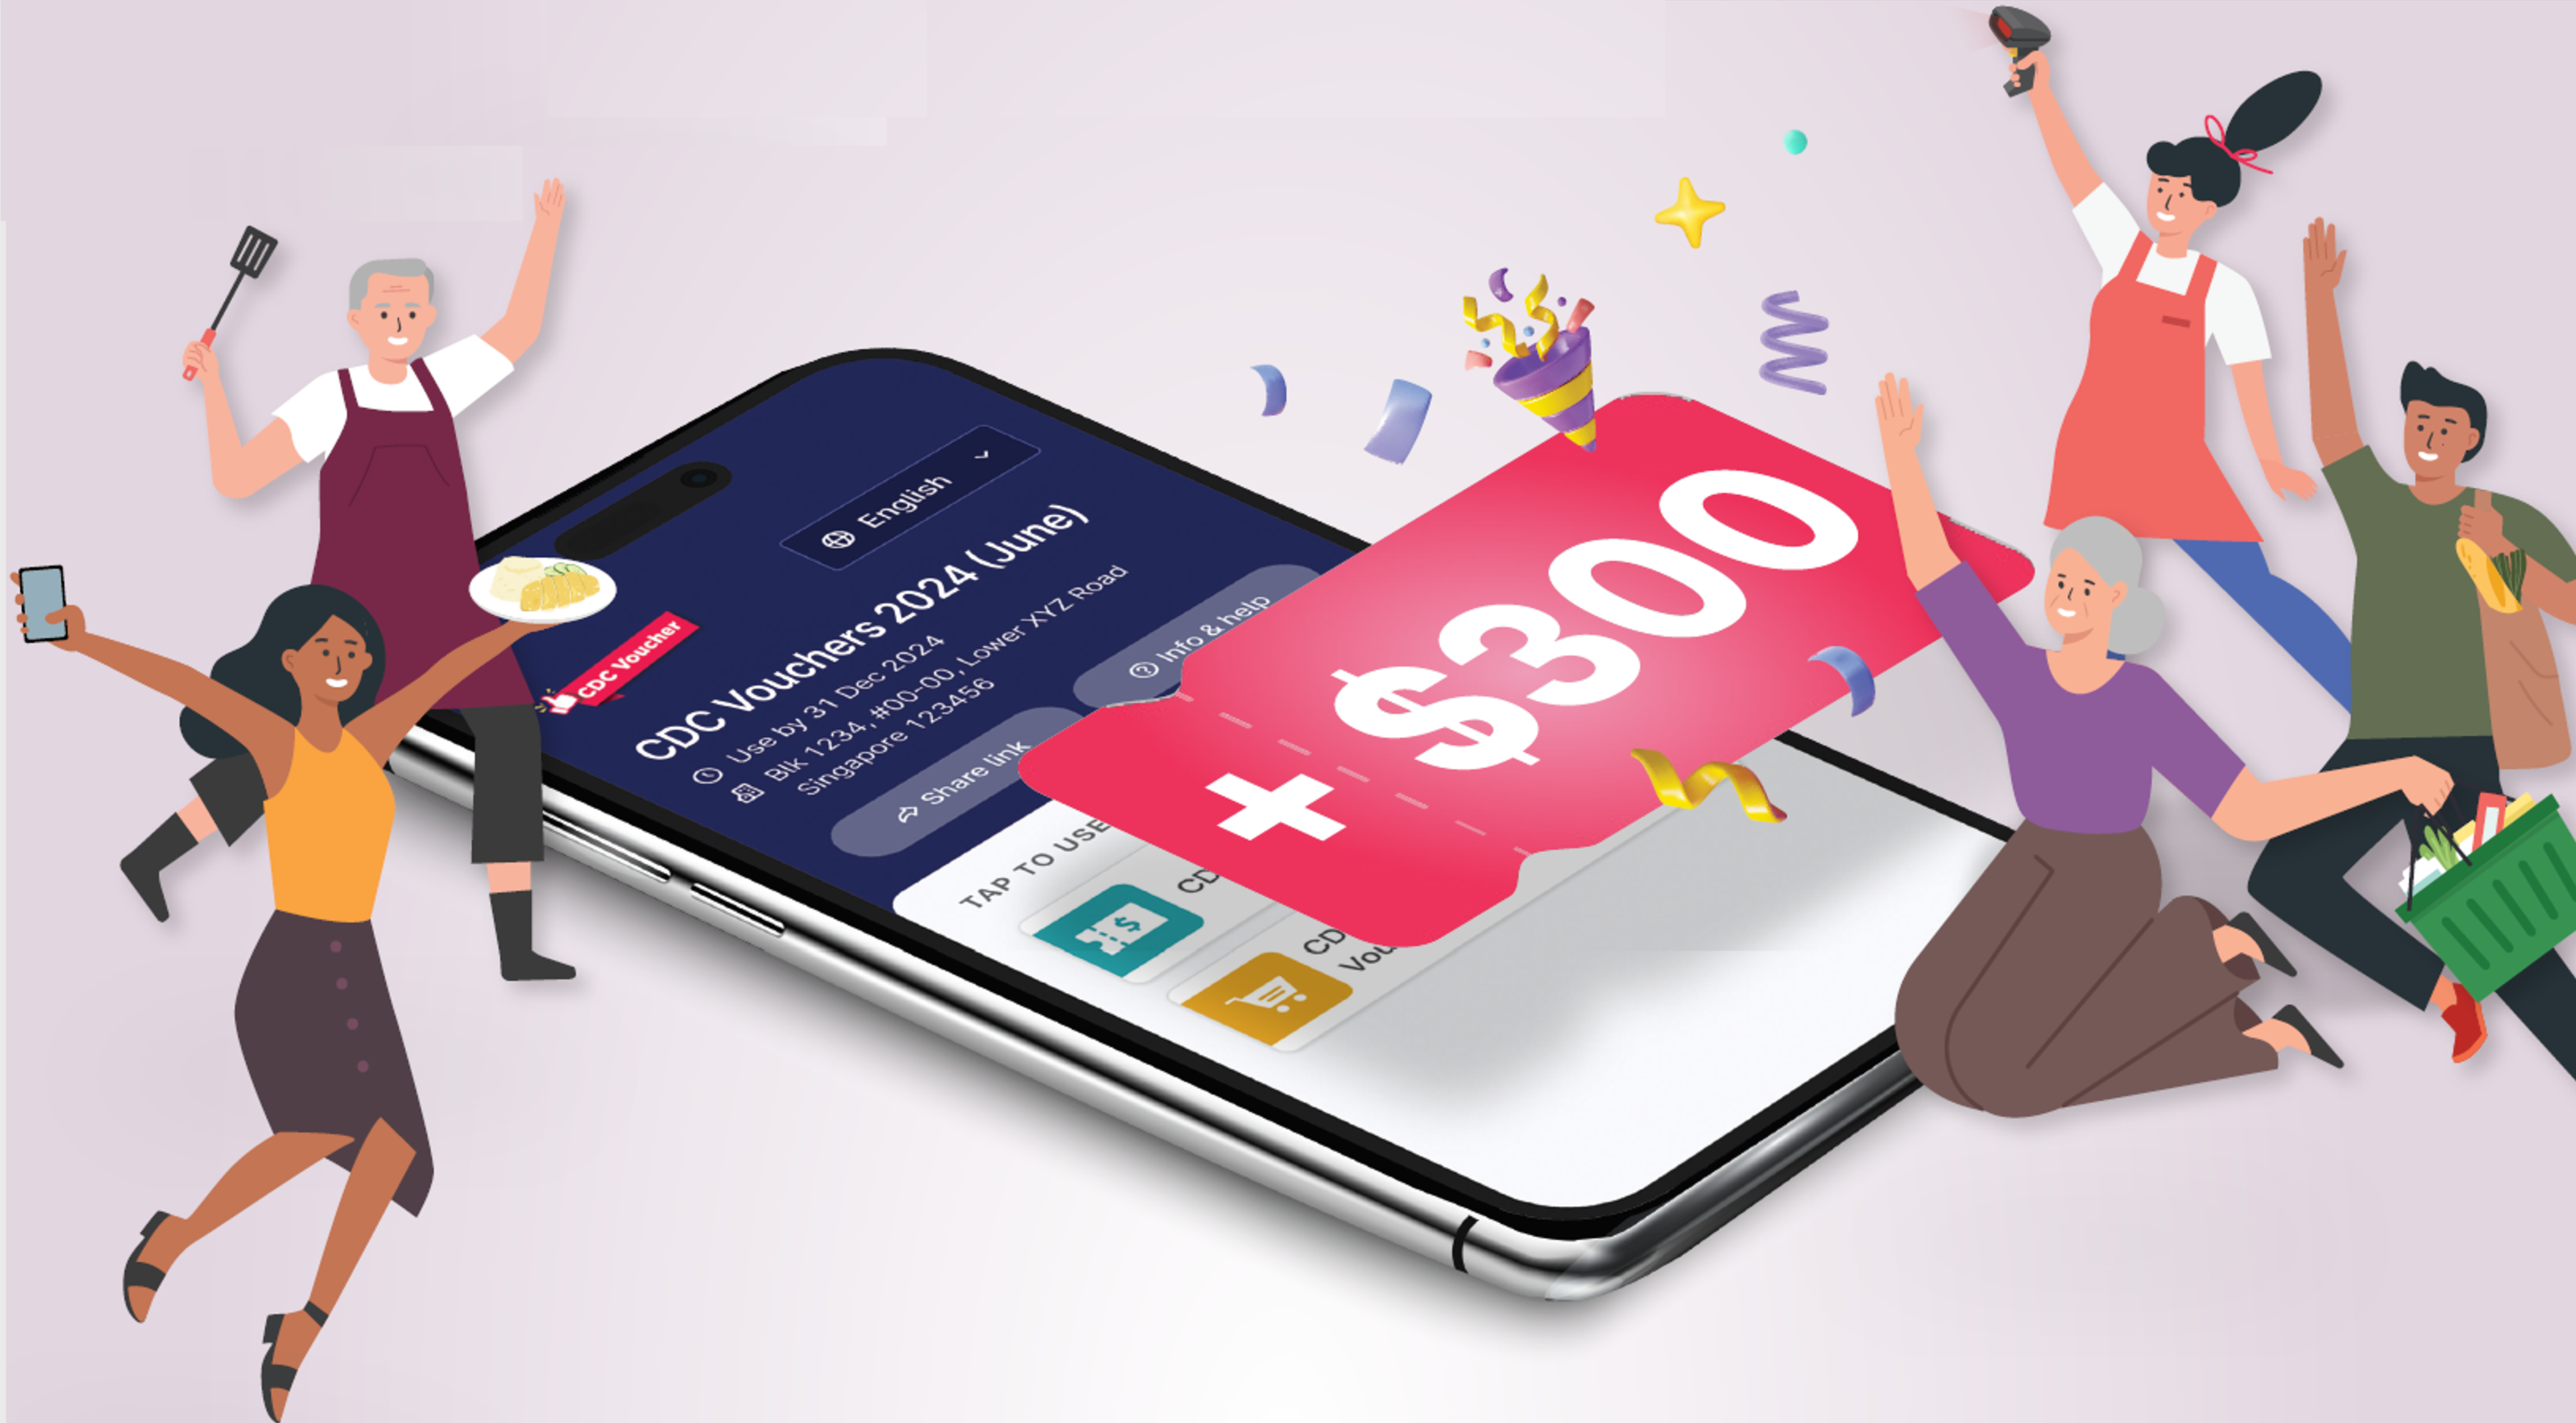 English
CDC Voucher
CDC Vouchers 2024 (June)
Use by 31 Dec 2024
Blk 1234, #00-00, Lower XYZ Road
Singapore 123456
Share link
Info & help
+ $300
TAP TO USE
CD
CD
Vou
$